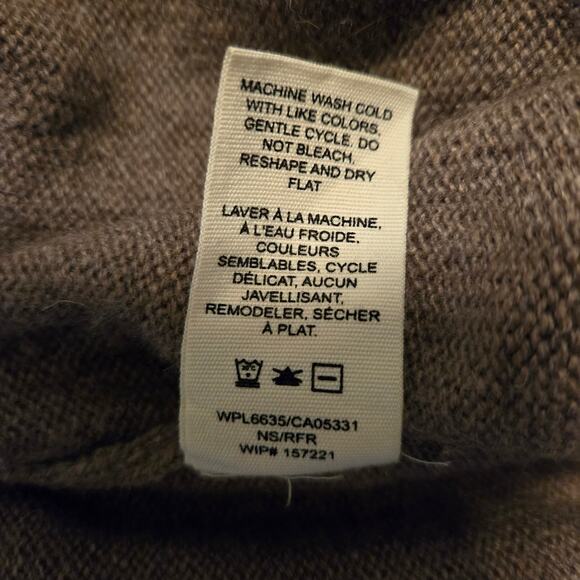 MACHINE WASH COLD
WITH LIKE COLORS,
GENTLE CYCLE, DO
NOT BLEACH,
RESHAPE AND DRY
FLAT
LAVER À LA MACHINE,
À L'EAU FROIDE,
COULEURS
SEMBLABLES, CYCLE
DÉLICAT, AUCUN
JAVELLISANT,
REMODELER, SÉCHER
À PLAT.
30°C
WPL6635/CA05331
NS/RFR
WIP# 157221